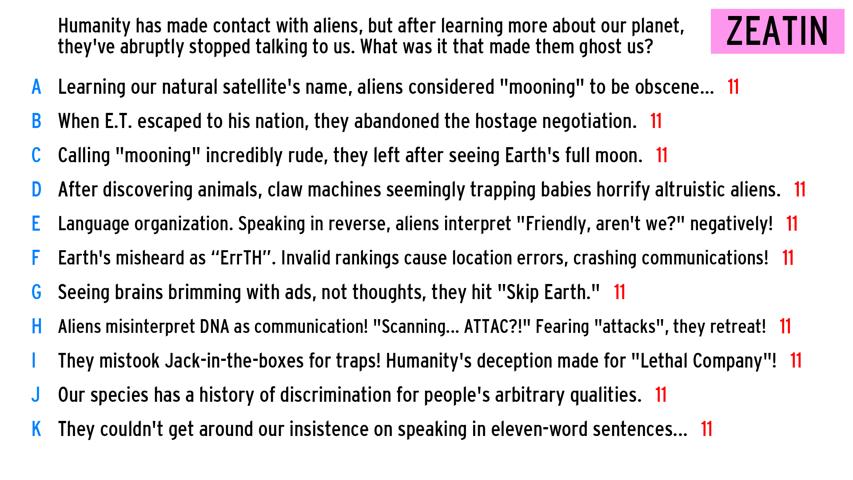 Humanity has made contact with aliens, but after learning more about our planet,
they've abruptly stopped talking to us. What was it that made them ghost us?
ZEATIN
A Learning our natural satellite's name, aliens considered "mooning" to be obscene... 11
B When E.T. escaped to his nation, they abandoned the hostage negotiation. 11
C Calling "mooning" incredibly rude, they left after seeing Earth's full moon. 11
D After discovering animals, claw machines seemingly trapping babies horrify altruistic aliens. 11
E Language organization. Speaking in reverse, aliens interpret "Friendly, aren't we?" negatively! 11
F Earth's misheard as “ErrTH”. Invalid rankings cause location errors, crashing communications! 11
G Seeing brains brimming with ads, not thoughts, they hit "Skip Earth." 11
H Aliens misinterpret DNA as communication! "Scanning... ATTAC?!" Fearing "attacks", they retreat! 11
I They mistook Jack-in-the-boxes for traps! Humanity's deception made for "Lethal Company"! 11
J Our species has a history of discrimination for people's arbitrary qualities. 11
K They couldn't get around our insistence on speaking in eleven-word sentences... 11